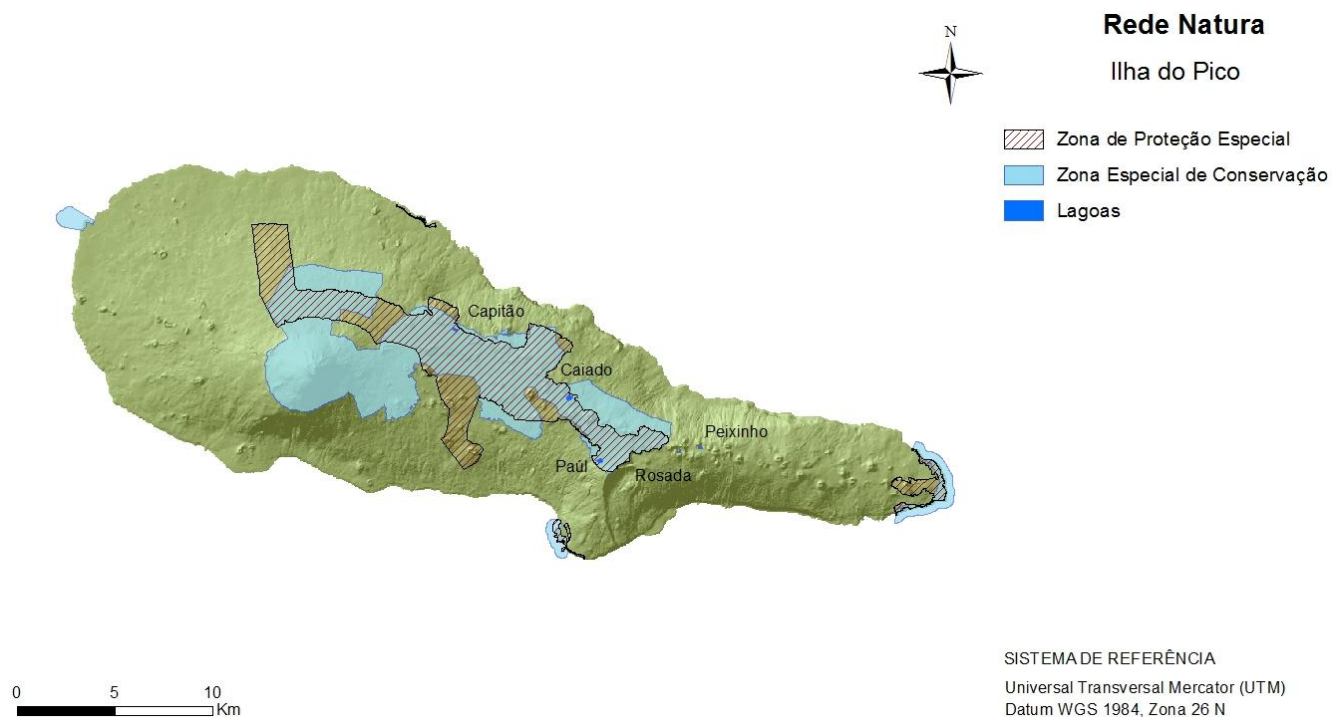 Rede Natura
Ilha do Pico
N
Zona de Proteção Especial
Zona Especial de Conservação
Lagoas
Capitão
Caiado
Peixinho
Paúl
Rosada
0 5 10
Km
SISTEMA DE REFERÊNCIA
Universal Transversal Mercator (UTM)
Datum WGS 1984, Zona 26 N